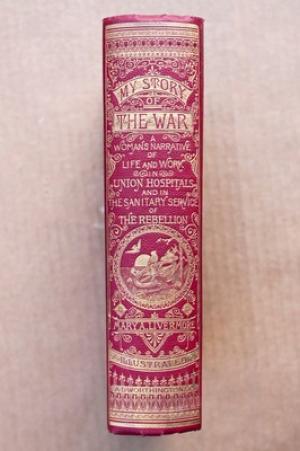 MY STORY
OF
THE WAR
A
WOMAN'S NARRATIVE
OF
LIFE AND WORK
IN
UNION HOSPITALS
AND IN
THE SANITARY SERVICE
OF
THE REBELLION
MARY A. LIVERMORE
ILLUSTRATED
A.D. WORTHINGTON & CO.